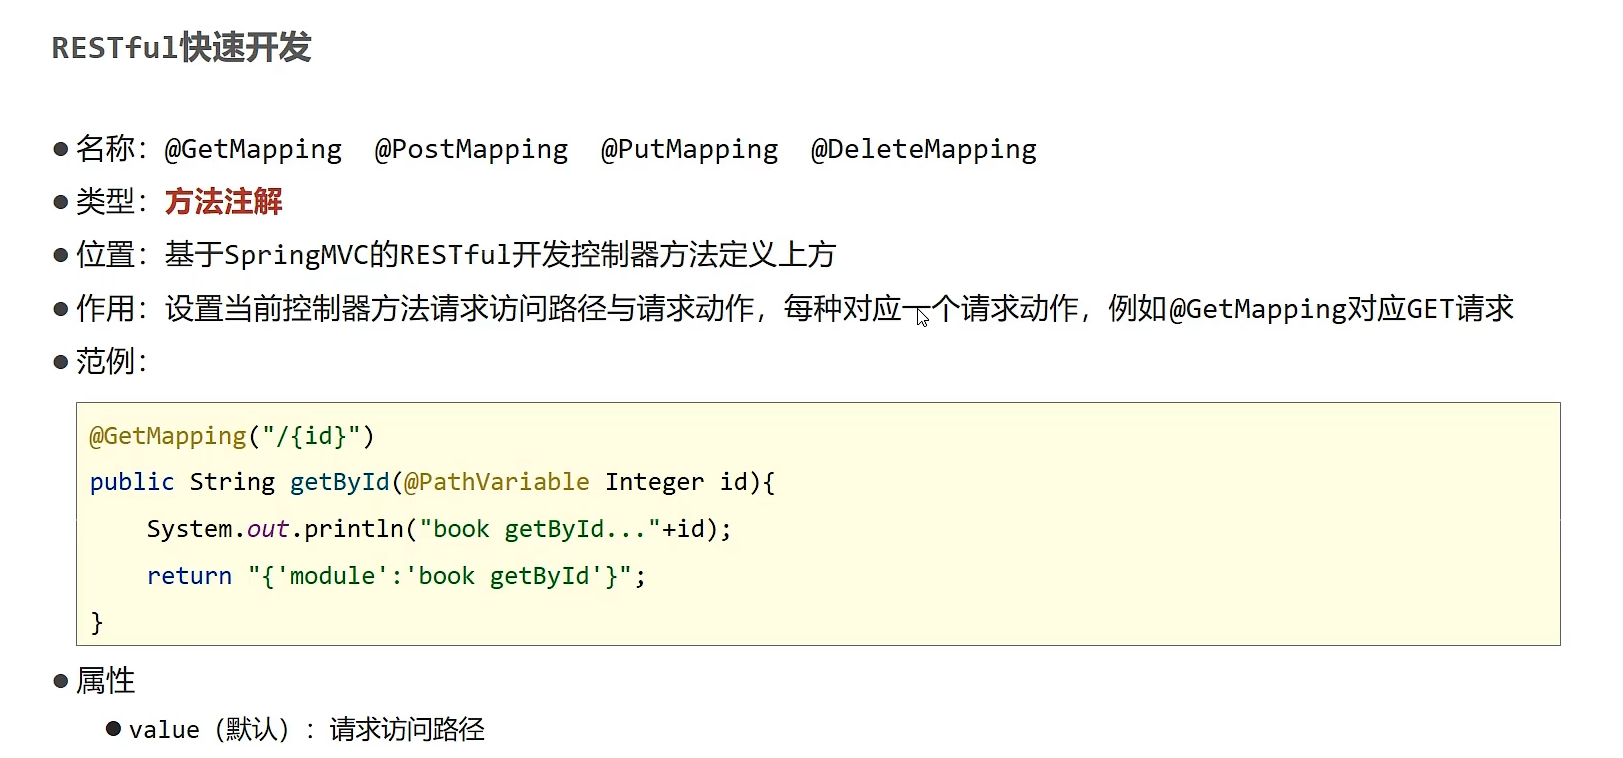 RESTful快速开发
● 名称：@GetMapping @PostMapping @PutMapping @DeleteMapping
● 类型：方法注解
● 位置：基于SpringMVC的RESTful开发控制器方法定义上方
● 作用：设置当前控制器方法请求访问路径与请求动作，每种对应一个请求动作，例如@GetMapping对应GET请求
● 范例：
@GetMapping("/{id}")
public String getById(@PathVariable Integer id){
    System.out.println("book getById..."+id);
    return "{'module':'book getById'}";
}
● 属性
● value（默认）：请求访问路径